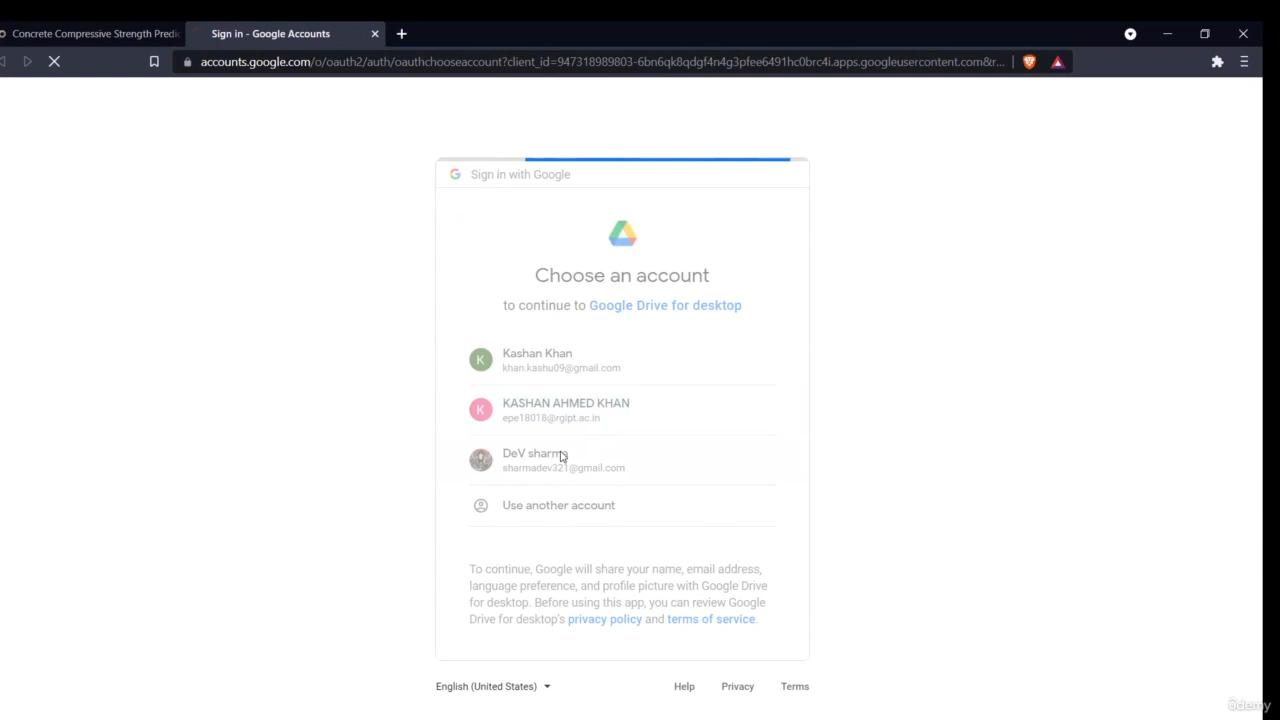 Concrete Compressive Strength Predic
Sign in - Google Accounts
accounts.google.com/o/oauth2/auth/oauthchooseaccount?client_id=947318989803-6bn6qk8qdgf4n4g3pfee6491hc0brc4i.apps.googleusercontent.com&r...
Sign in with Google
Choose an account
to continue to Google Drive for desktop
K
Kashan Khan
khan.kashu09@gmail.com
K
KASHAN AHMED KHAN
epe18018@rgipt.ac.in
DeV sharma
sharmadev321@gmail.com
Use another account
To continue, Google will share your name, email address,
language preference, and profile picture with Google Drive
for desktop. Before using this app, you can review Google
Drive for desktop's privacy policy and terms of service.
English (United States)
Help
Privacy
Terms
ûdemy